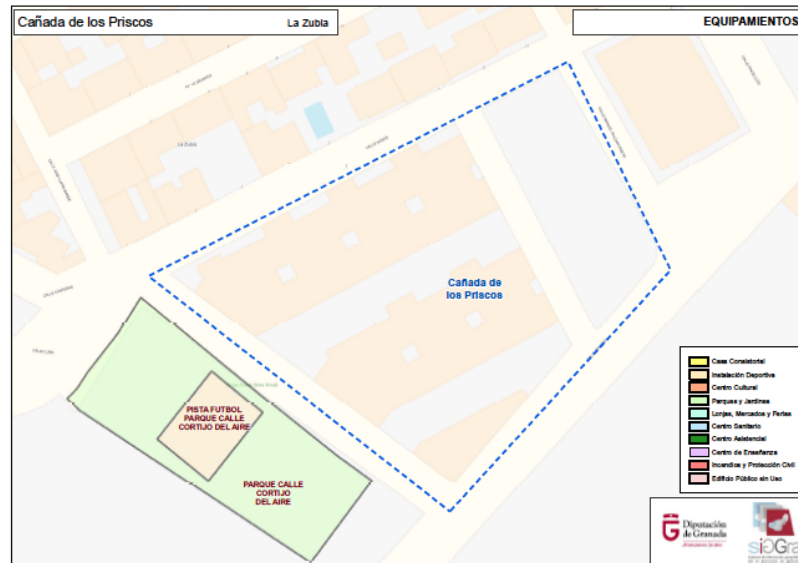 Cañada de los Priscos
La Zubia
EQUIPAMIENTOS
LA ZUBIA
Cañada de
los Priscos
PISTA FUTBOL
PARQUE CALLE
CORTIJO DEL AIRE
PARQUE CALLE
CORTIJO
DEL AIRE
Casa Consistorial
Instalación Deportiva
Centro Cultural
Parques y Jardines
Lonjas, Mercados y Ferias
Centro Sanitario
Centro Asistencial
Centro de Enseñanza
Incendios y Protección Civil
Edificio Público sin Uso
Diputación
de Granada